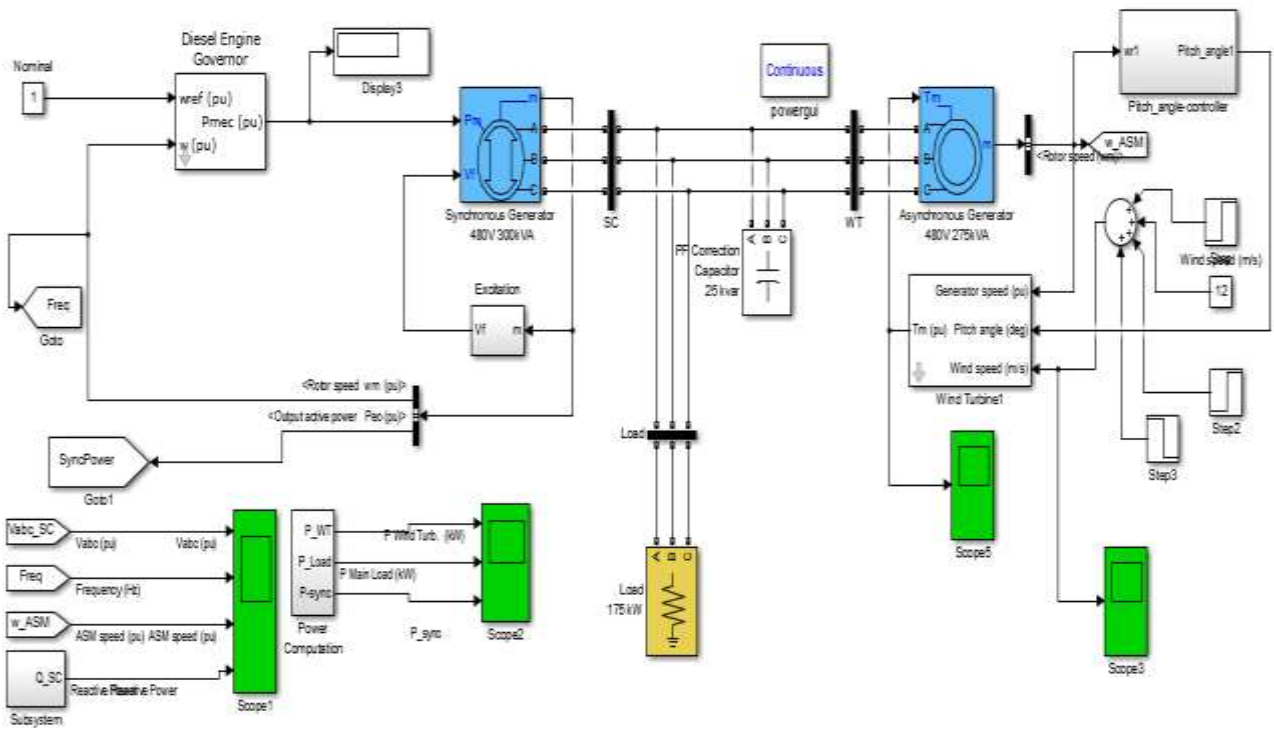 Nominal
1
Diesel Engine
Governor
wref (pu)
Pmec (pu)
w (pu)
Display3
Pm
Vf
m
A
B
C
Synchronous Generator
480V 300kVA
SC
Continuous
powergui
WT
Tm
A
B
C
m
Asynchronous Generator
480V 275kVA
<Rotor speed (wm)>
w_ASM
wr1
Pitch_angle1
Pitch_angle-controller
Wind speed (m/s)
12
Step2
Step3
Generator speed (pu)
Tm (pu)
Pitch angle (deg)
Wind speed (m/s)
Wind Turbine1
PF Correction
Capacitor
25 kvar
A B C
Excitation
Vf
m
Freq
Goto
<Rotor speed wm (pu)>
<Output active power Peo (pu)>
SyncPower
Goto1
Load
A B C
Load
175 kW
Scope5
Scope3
Vabc_SC
Vabc (pu)
Vabc (pu)
Freq
Frequency (Hz)
w_ASM
ASM speed (pu)
ASM speed (pu)
Q_SC
Reactive Power
Subsystem
Scope1
P_WT
P_Load
P-sync
Power
Computation
P Wind Turb. (kW)
P Main Load (kW)
P_sync
Scope2